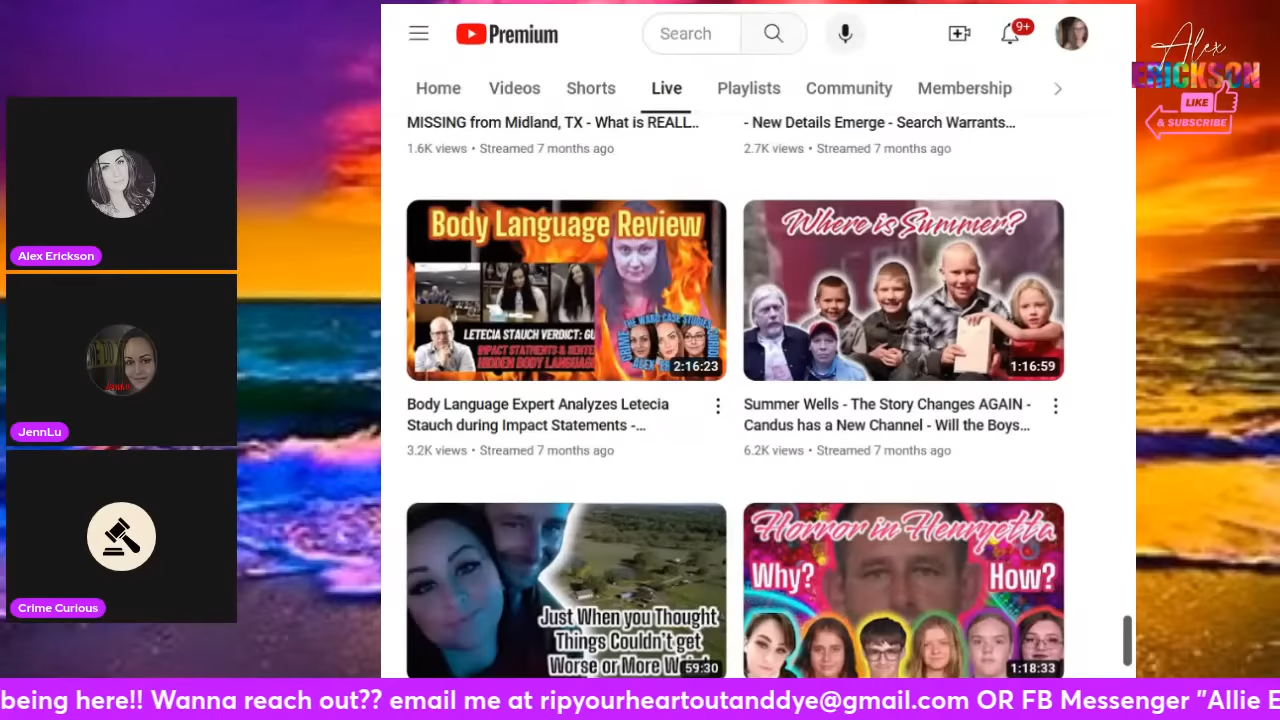 Premium
Search
9+
Home Videos Shorts Live Playlists Community Membership
MISSING from Midland, TX - What is REALL..
1.6K views • Streamed 7 months ago
- New Details Emerge - Search Warrants...
2.7K views • Streamed 7 months ago
Body Language Review
LETECIA STAUCH VERDICT: GU
IMPACT STATMENTS & SENTEN
HIDDEN BODY LANGUAGE
2:16:23
Body Language Expert Analyzes Letecia
Stauch during Impact Statements -...
3.2K views • Streamed 7 months ago
Where is Summer?
1:16:59
Summer Wells - The Story Changes AGAIN -
Candus has a New Channel - Will the Boys...
6.2K views • Streamed 7 months ago
Just When you Thought
Things Couldn't get
Worse or More
59:30
Horror in Henryetta
Why? How?
1:18:33
Alex Erickson
JennLu
Crime Curious
Alex
ERICKSON
LIKE
& SUBSCRIBE
being here!! Wanna reach out?? email me at ripyourheartoutanddye@gmail.com OR FB Messenger "Allie E